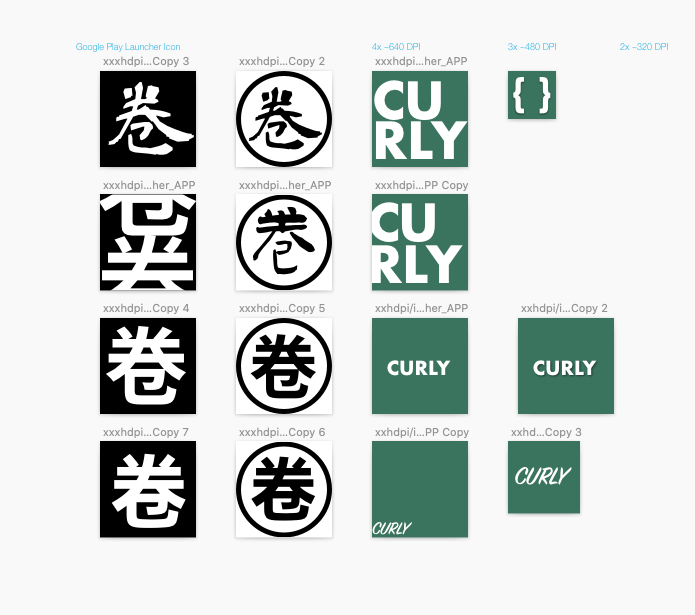 Google Play Launcher Icon
4x ~640 DPI
3x ~480 DPI
2x ~320 DPI
xxxhdpi...Copy 3
xxxhdpi...Copy 2
xxxhdpi...her_APP
卷
卷
CU
RLY
{ }
xxxhdpi...her_APP
xxxhdpi...her_APP
xxxhdpi...PP Copy
卷
卷
CU
RLY
xxxhdpi...Copy 4
xxxhdpi...Copy 5
xxhdpi/i...her_APP
xxhdpi/i...Copy 2
卷
卷
CURLY
CURLY
xxxhdpi...Copy 7
xxxhdpi...Copy 6
xxhdpi/i...PP Copy
xxhd...Copy 3
卷
卷
CURLY
CURLY